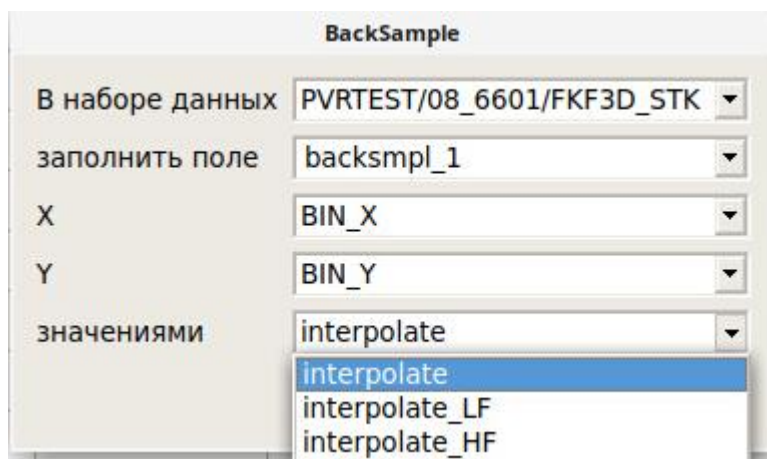 BackSample
В наборе данных PVRTEST/08_6601/FKF3D_STK
заполнить поле backsmpl_1
X BIN_X
Y BIN_Y
значениями interpolate
interpolate
interpolate_LF
interpolate_HF